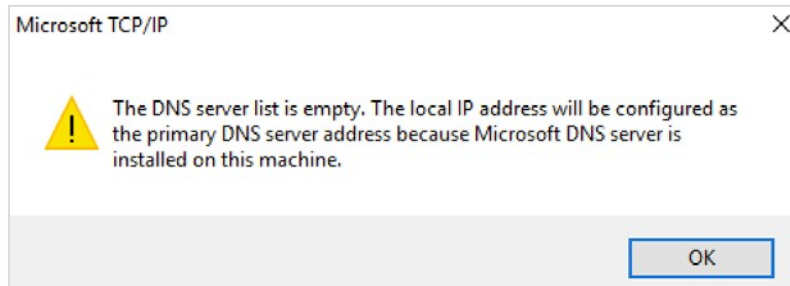 Microsoft TCP/IP
The DNS server list is empty. The local IP address will be configured as
the primary DNS server address because Microsoft DNS server is
installed on this machine.
OK